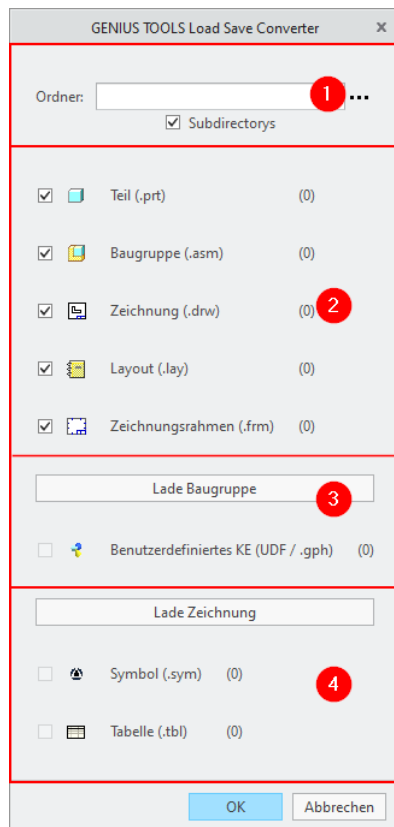 GENIUS TOOLS Load Save Converter x
Ordner: 1 ...
Subdirectorys
Teil (.prt) (0)
Baugruppe (.asm) (0)
Zeichnung (.drw) (0) 2
Layout (.lay) (0)
Zeichnungsrahmen (.frm) (0)
Lade Baugruppe 3
Benutzerdefiniertes KE (UDF / .gph) (0)
Lade Zeichnung
Symbol (.sym) (0) 4
Tabelle (.tbl) (0)
OK Abbrechen